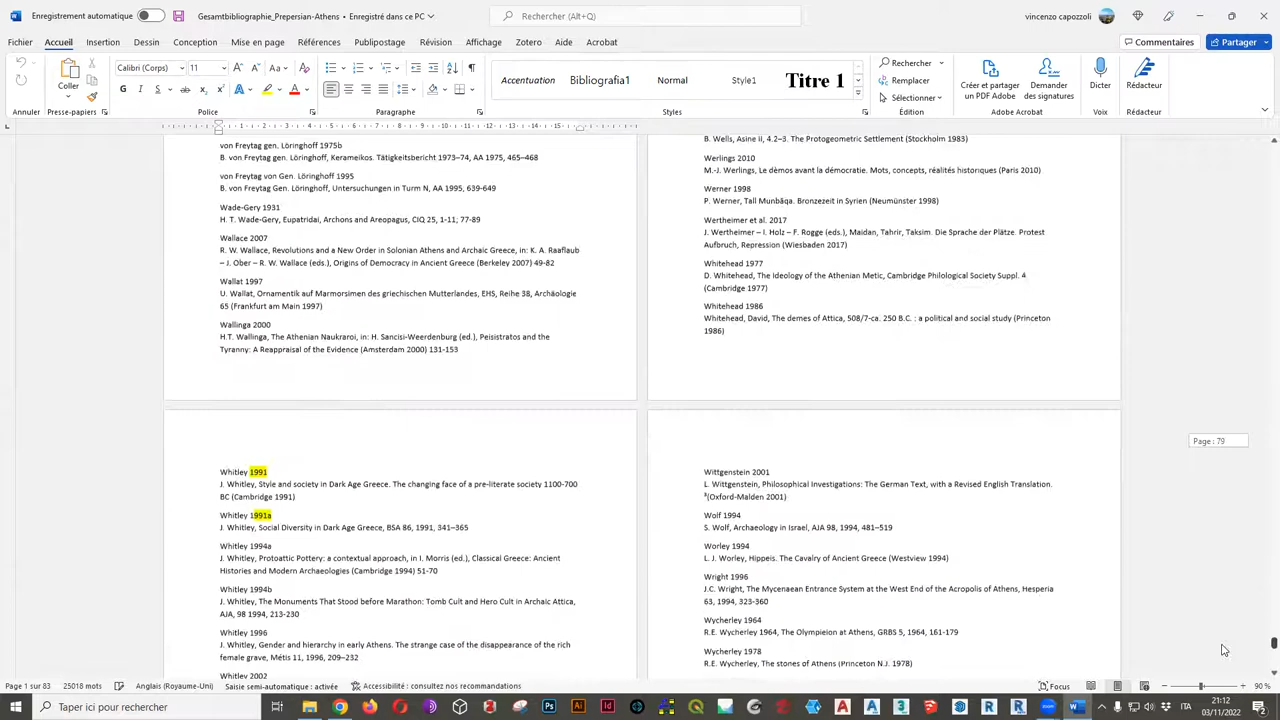 Enregistrement automatique
Gesamtbibliographie_Prepersian-Athens • Enregistré dans ce PC
Rechercher (Alt+Q)
vincenzo capozzoli
Fichier Accueil Insertion Dessin Conception Mise en page Références Publipostage Révision Affichage Zotero Aide Acrobat
Commentaires
Partager
Coller
Calibri (Corps) 11
Accentuation Bibliografia1 Normal Style1 Titre 1
Rechercher
Remplacer
Sélectionner
Créer et partager un PDF Adobe
Demander des signatures
Dicter
Rédacteur
Annuler Presse-papiers Police Paragraphe Styles Édition Adobe Acrobat Voix Rédacteur
von Freytag gen. Löringhoff 1975b
B. von Freytag gen. Löringhoff, Kerameikos. Tätigkeitsbericht 1973–74, AA 1975, 465–468
von Freytag von Gen. Löringhoff 1995
B. von Freytag Gen. Löringhoff, Untersuchungen in Turm N, AA 1995, 639-649
Wade-Gery 1931
H. T. Wade-Gery, Eupatridai, Archons and Areopagus, ClQ 25, 1-11; 77-89
Wallace 2007
R. W. Wallace, Revolutions and a New Order in Solonian Athens and Archaic Greece, in: K. A. Raaflaub
– J. Ober – R. W. Wallace (eds.), Origins of Democracy in Ancient Greece (Berkeley 2007) 49-82
Wallat 1997
U. Wallat, Ornamentik auf Marmorsimen des griechischen Mutterlandes, EHS, Reihe 38, Archäologie
65 (Frankfurt am Main 1997)
Wallinga 2000
H.T. Wallinga, The Athenian Naukraroi, in: H. Sancisi-Weerdenburg (ed.), Peisistratos and the
Tyranny: A Reappraisal of the Evidence (Amsterdam 2000) 131-153
B. Wells, Asine II, 4.2–3. The Protogeometric Settlement (Stockholm 1983)
Werlings 2010
M.-J. Werlings, Le dèmos avant la démocratie. Mots, concepts, réalités historiques (Paris 2010)
Werner 1998
P. Werner, Tall Munbāqa. Bronzezeit in Syrien (Neumünster 1998)
Wertheimer et al. 2017
J. Wertheimer – I. Holz – F. Rogge (eds.), Maidan, Tahrir, Taksim. Die Sprache der Plätze. Protest
Aufbruch, Repression (Wiesbaden 2017)
Whitehead 1977
D. Whitehead, The Ideology of the Athenian Metic, Cambridge Philological Society Suppl. 4
(Cambridge 1977)
Whitehead 1986
Whitehead, David, The demes of Attica, 508/7-ca. 250 B.C. : a political and social study (Princeton
1986)
Page : 79
Whitley 1991
J. Whitley, Style and society in Dark Age Greece. The changing face of a pre-literate society 1100-700
BC (Cambridge 1991)
Whitley 1991a
J. Whitley, Social Diversity in Dark Age Greece, BSA 86, 1991, 341–365
Whitley 1994a
J. Whitley, Protoattic Pottery: a contextual approach, in I. Morris (ed.), Classical Greece: Ancient
Histories and Modern Archaeologies (Cambridge 1994) 51-70
Whitley 1994b
J. Whitley, The Monuments That Stood before Marathon: Tomb Cult and Hero Cult in Archaic Attica,
AJA, 98 1994, 213-230
Whitley 1996
J. Whitley, Gender and hierarchy in early Athens. The strange case of the disappearance of the rich
female grave, Métis 11, 1996, 209–232
Whitley 2002
Wittgenstein 2001
L. Wittgenstein, Philosophical Investigations: The German Text, with a Revised English Translation.
³(Oxford-Malden 2001)
Wolf 1994
S. Wolf, Archaeology in Israel, AJA 98, 1994, 481–519
Worley 1994
L. J. Worley, Hippeis. The Cavalry of Ancient Greece (Westview 1994)
Wright 1996
J.C. Wright, The Mycenaean Entrance System at the West End of the Acropolis of Athens, Hesperia
63, 1994, 323-360
Wycherley 1964
R.E. Wycherley 1964, The Olympieion at Athens, GRBS 5, 1964, 161-179
Wycherley 1978
R.E. Wycherley, The stones of Athens (Princeton N.J. 1978)
Page 1 sur 83 25018 mots Anglais (Royaume-Uni) Saisie semi-automatique : activée Accessibilité : consultez nos recommandations Focus 90 %
Taper ici pour rechercher
ITA
21:12
03/11/2022